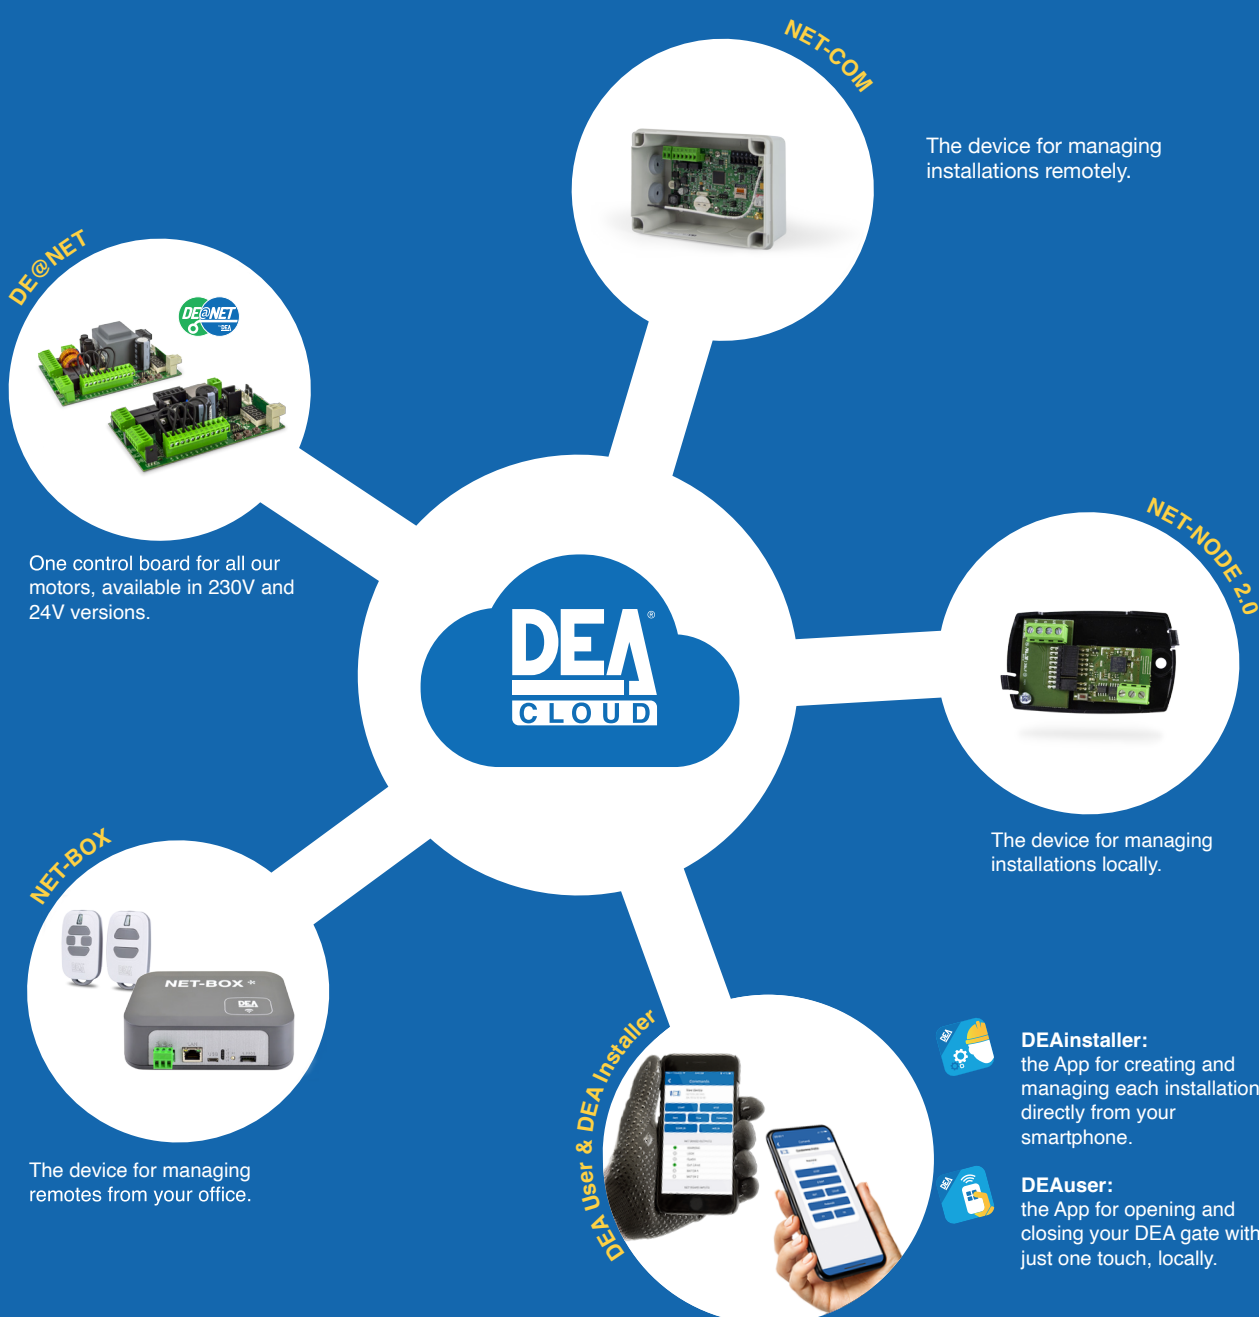 NET-COM
The device for managing
installations remotely.
DE@NET
DE@NET
BY DEA
One control board for all our
motors, available in 230V and
24V versions.
DEA®
CLOUD
NET-NODE 2.0
The device for managing
installations locally.
NET-BOX
NET-BOX
DEA
The device for managing
remotes from your office.
DEA User & DEA Installer
DEA
DEAinstaller:
the App for creating and
managing each installation
directly from your
smartphone.
DEA
DEAuser:
the App for opening and
closing your DEA gate with
just one touch, locally.